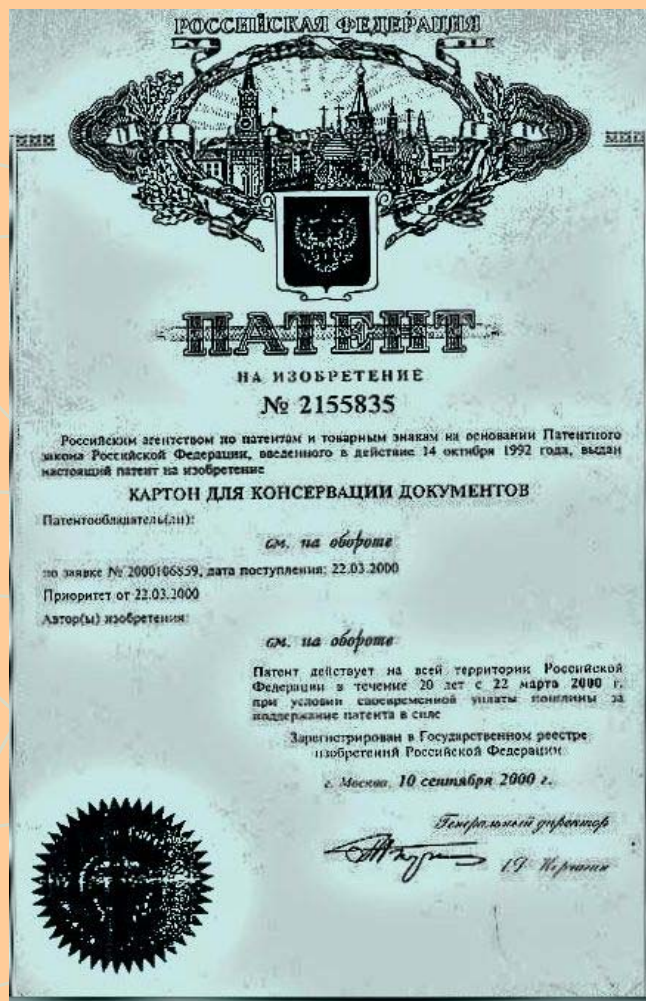 РОССИЙСКАЯ ФЕДЕРАЦИЯ
ПАТЕНТ
НА ИЗОБРЕТЕНИЕ
№ 2155835
Российским агентством по патентам и товарным знакам на основании Патентного
закона Российской Федерации, введенного в действие 14 октября 1992 года, выдан
настоящий патент на изобретение
КАРТОН ДЛЯ КОНСЕРВАЦИИ ДОКУМЕНТОВ
Патентообладатель(ли):
см. на обороте
по заявке № 2000106859, дата поступления: 22.03.2000
Приоритет от 22.03.2000
Автор(ы) изобретения:
см. на обороте
Патент действует на всей территории Российской
Федерации в течение 20 лет с 22 марта 2000 г.
при условии своевременной уплаты пошлины за
поддержание патента в силе
Зарегистрирован в Государственном реестре
изобретений Российской Федерации
г. Москва, 10 сентября 2000 г.
Генеральный директор